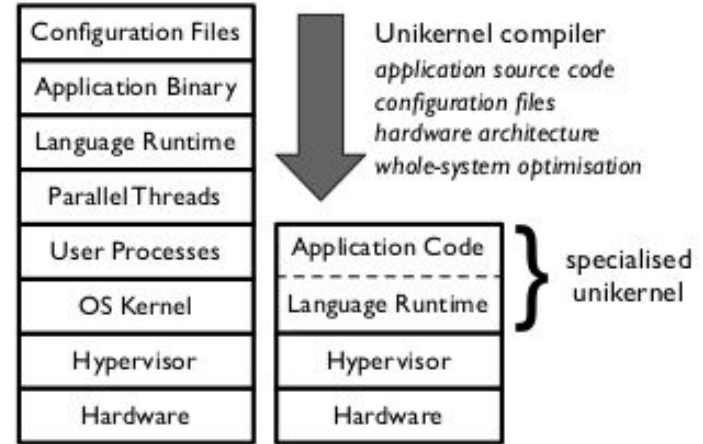 Configuration Files
Application Binary
Language Runtime
Parallel Threads
User Processes
OS Kernel
Hypervisor
Hardware
Unikernel compiler
application source code
configuration files
hardware architecture
whole-system optimisation
Application Code
Language Runtime
Hypervisor
Hardware
specialised
unikernel